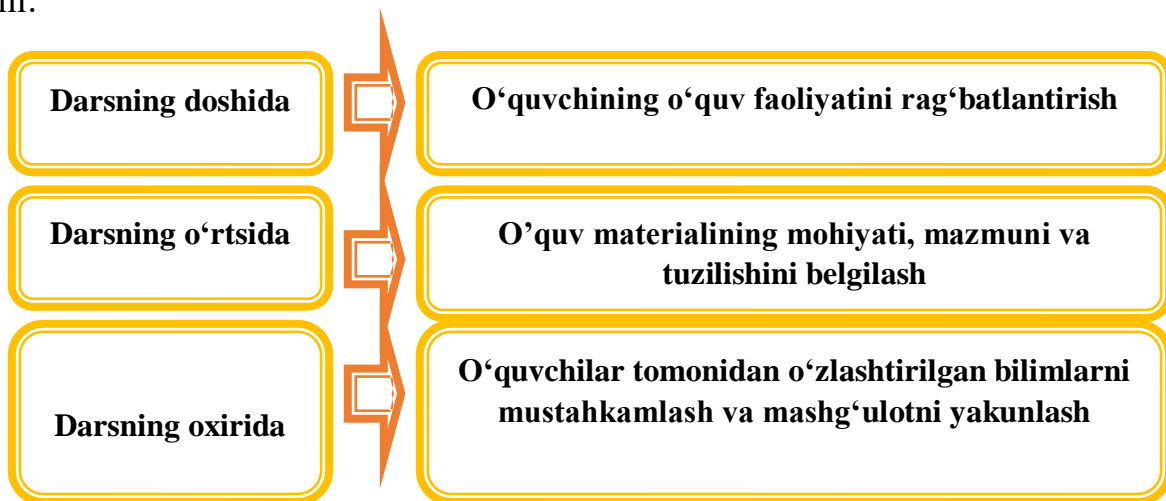 Darsning doshida
O‘quvchining o‘quv faoliyatini rag‘batlantirish
Darsning o‘rtsida
O’quv materialining mohiyati, mazmuni va
tuzilishini belgilash
Darsning oxirida
O‘quvchilar tomonidan o‘zlashtirilgan bilimlarni
mustahkamlash va mashg‘ulotni yakunlash